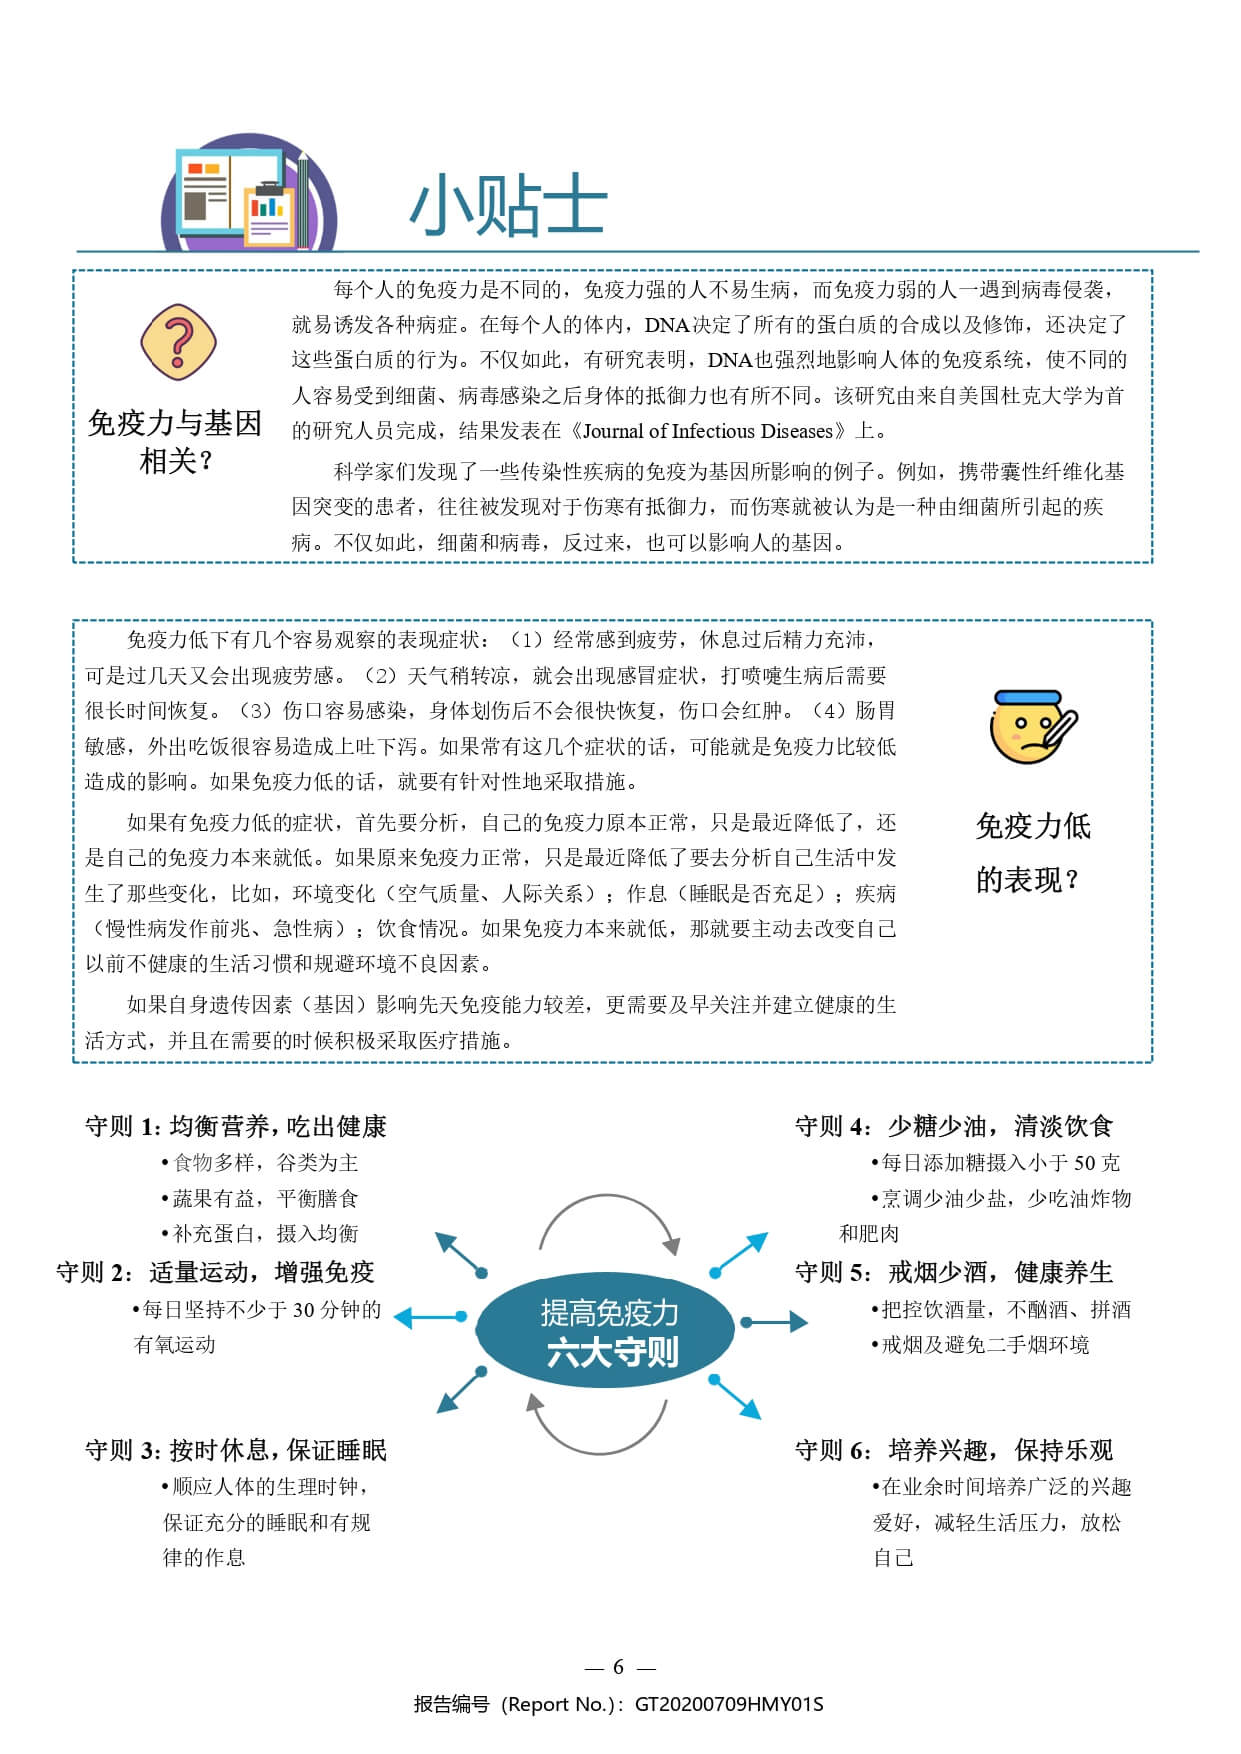 小贴士
免疫力与基因
相关？
每个人的免疫力是不同的，免疫力强的人不易生病，而免疫力弱的人一遇到病毒侵袭，
就易诱发各种病症。在每个人的体内，DNA决定了所有的蛋白质的合成以及修饰，还决定了
这些蛋白质的行为。不仅如此，有研究表明，DNA也强烈地影响人体的免疫系统，使不同的
人容易受到细菌、病毒感染之后身体的抵御力也有所不同。该研究由来自美国杜克大学为首
的研究人员完成，结果发表在《Journal of Infectious Diseases》上。
科学家们发现了一些传染性疾病的免疫为基因所影响的例子。例如，携带囊性纤维化基
因突变的患者，往往被发现对于伤寒有抵御力，而伤寒就被认为是一种由细菌所引起的疾
病。不仅如此，细菌和病毒，反过来，也可以影响人的基因。
免疫力低下有几个容易观察的表现症状：（1）经常感到疲劳，休息过后精力充沛，
可是过几天又会出现疲劳感。（2）天气稍转凉，就会出现感冒症状，打喷嚏生病后需要
很长时间恢复。（3）伤口容易感染，身体划伤后不会很快恢复，伤口会红肿。（4）肠胃
敏感，外出吃饭很容易造成上吐下泻。如果常有这几个症状的话，可能就是免疫力比较低
造成的影响。如果免疫力低的话，就要有针对性地采取措施。
如果有免疫力低的症状，首先要分析，自己的免疫力原本正常，只是最近降低了，还
是自己的免疫力本来就低。如果原来免疫力正常，只是最近降低了要去分析自己生活中发
生了那些变化，比如，环境变化（空气质量、人际关系）；作息（睡眠是否充足）；疾病
（慢性病发作前兆、急性病）；饮食情况。如果免疫力本来就低，那就要主动去改变自己
以前不健康的生活习惯和规避环境不良因素。
如果自身遗传因素（基因）影响先天免疫能力较差，更需要及早关注并建立健康的生
活方式，并且在需要的时候积极采取医疗措施。
免疫力低
的表现？
守则 1：均衡营养，吃出健康
•食物多样，谷类为主
•蔬果有益，平衡膳食
•补充蛋白，摄入均衡
守则 2：适量运动，增强免疫
•每日坚持不少于 30 分钟的
有氧运动
守则 3：按时休息，保证睡眠
•顺应人体的生理时钟，
保证充分的睡眠和有规
律的作息
提高免疫力
六大守则
守则 4：少糖少油，清淡饮食
•每日添加糖摄入小于 50 克
•烹调少油少盐，少吃油炸物
和肥肉
守则 5：戒烟少酒，健康养生
•把控饮酒量，不酗酒、拼酒
•戒烟及避免二手烟环境
守则 6：培养兴趣，保持乐观
•在业余时间培养广泛的兴趣
爱好，减轻生活压力，放松
自己
— 6 —
报告编号 (Report No.)：GT20200709HMY01S